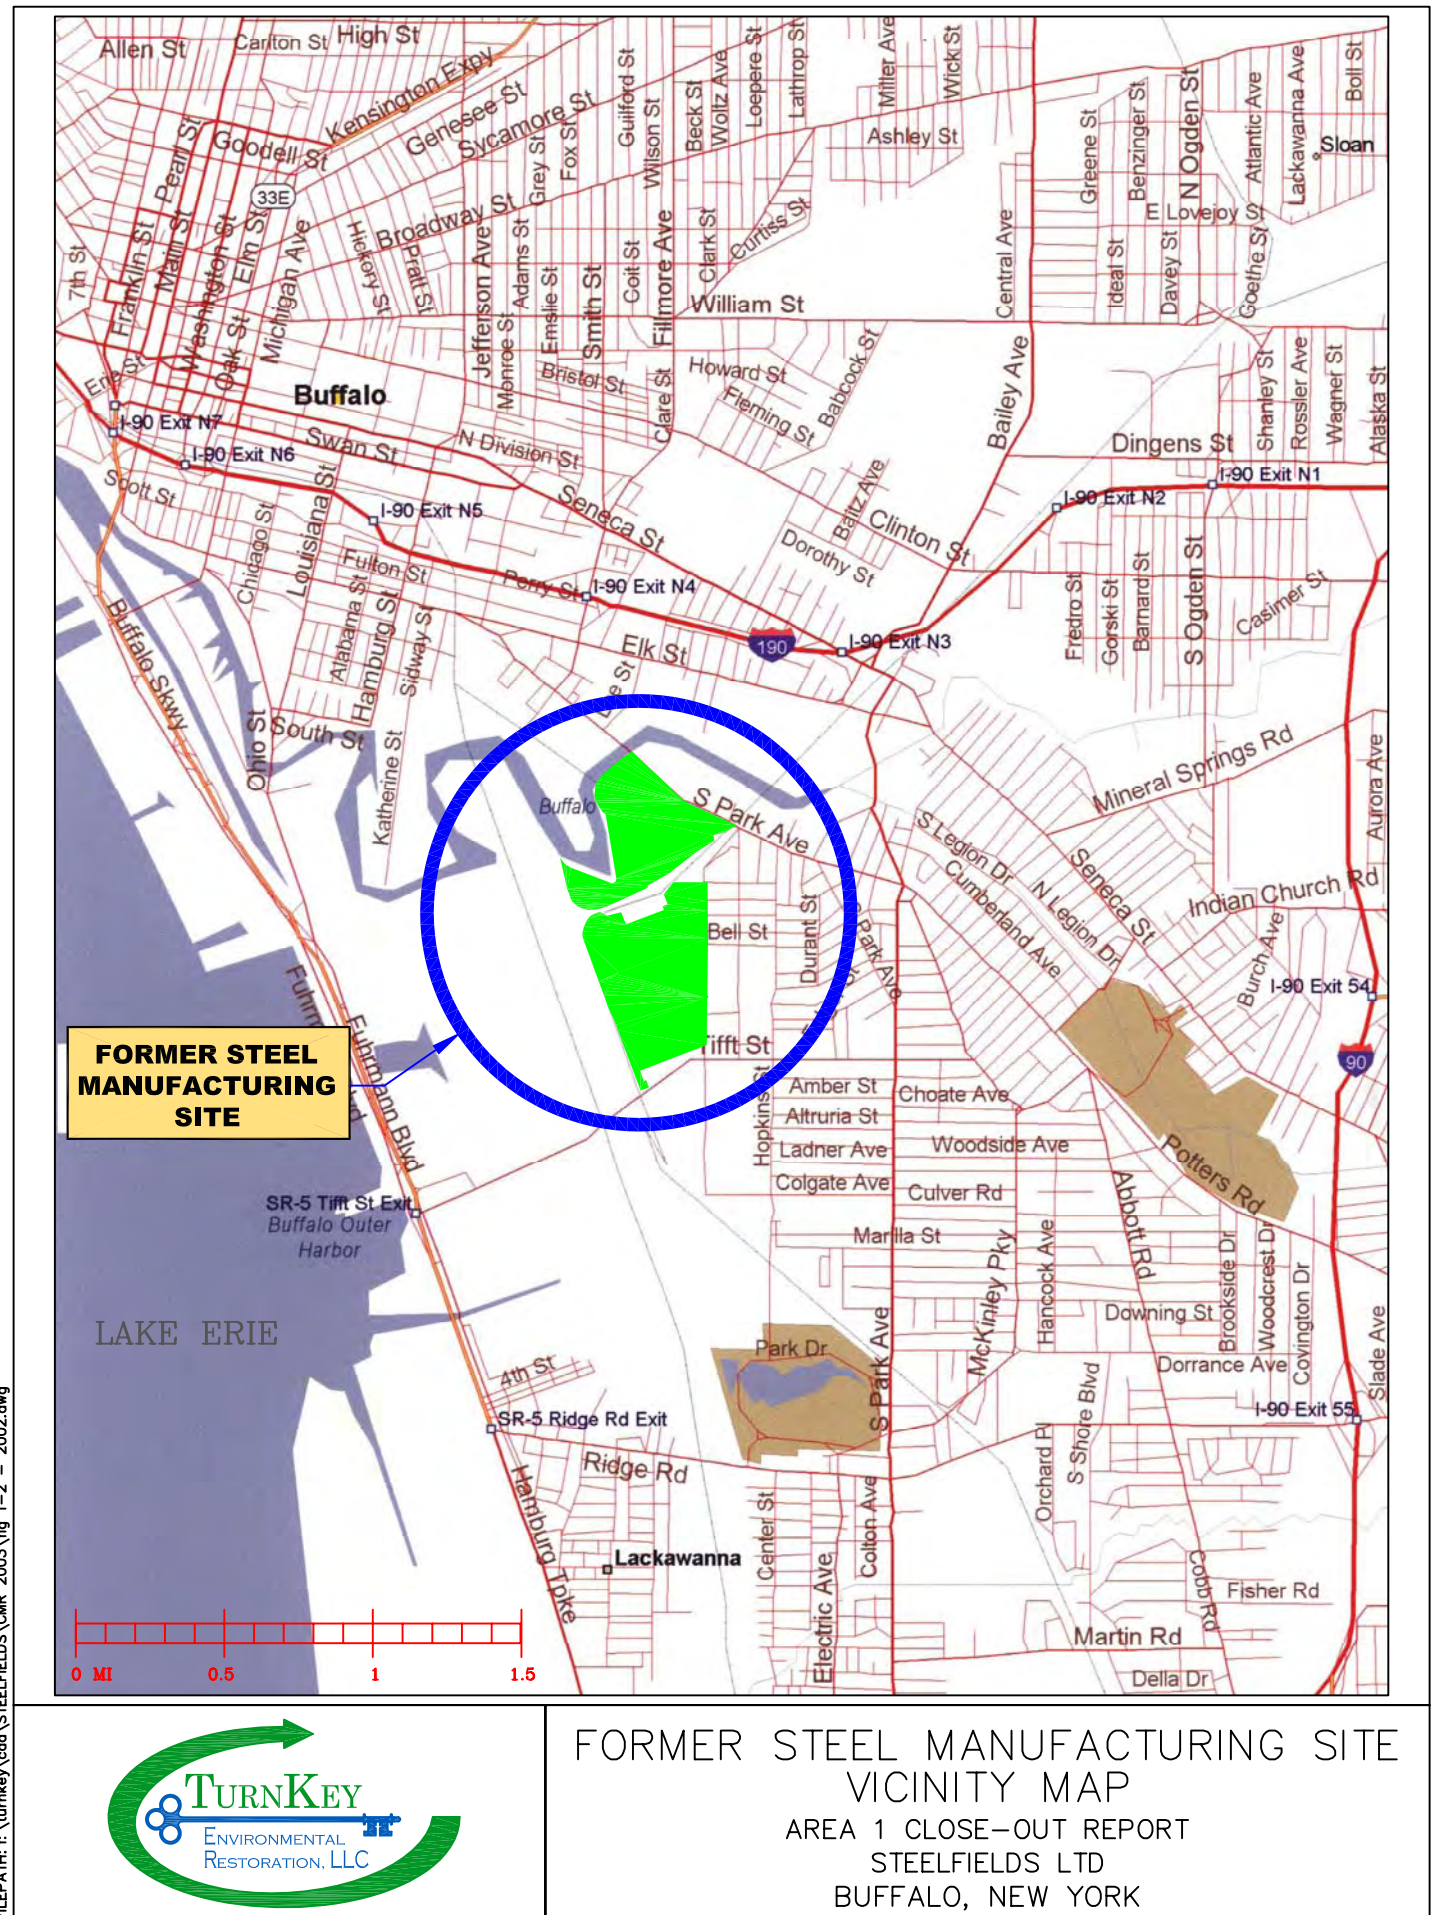 Allen St
Carlton St
High St
Kensington Expy
Genesee St
Sycamore St
Goodell St
Pearl St
33E
Broadway St
Grey St
Fox St
Guilford St
Wilson St
Beck St
Woltz Ave
Loepere St
Lathrop St
Miller Ave
Wick St
Ashley St
Greene St
Benzinger St
N Ogden St
Atlantic Ave
Lackawanna Ave
Boll St
Sloan
E Lovejoy St
7th St
Franklin St
Main St
Washington St
Oak St
Elm St
Michigan Ave
Hickory St
Pratt St
Jefferson Ave
Adams St
Monroe St
Emslie St
Smith St
Coit St
Fillmore Ave
Clark St
Curtiss St
William St
Central Ave
Ideal St
Davey St
Goethe St
Erie St
Buffalo
Bristol St
Clare St
Howard St
Fleming St
Babcock St
Bailey Ave
Dingens St
Shanley St
Rossler Ave
Wagner St
Alaska St
I-90 Exit N7
I-90 Exit N6
Swan St
N Division St
I-90 Exit N1
I-90 Exit N2
Scott St
I-90 Exit N5
Seneca St
Baitz Ave
Clinton St
Dorothy St
Chicago St
Louisiana St
Fulton St
Perry St
I-90 Exit N4
Alabama St
Hamburg St
Sidway St
Elk St
190
I-90 Exit N3
Fredro St
Gorski St
Barnard St
S Ogden St
Casimer St
Buffalo Skwy
Ohio St
South St
Katherine St
Buffalo
S Park Ave
Mineral Springs Rd
Aurora Ave
S Legion Dr
Cumberland Ave
N Legion Dr
Seneca St
Indian Church Rd
Burch Ave
Bell St
Durant St
S Park Ave
I-90 Exit 54
90
Fuhrmann Blvd
FORMER STEEL
MANUFACTURING
SITE
Tifft St
Hopkins St
Amber St
Choate Ave
Altruria St
Ladner Ave
Woodside Ave
Colgate Ave
Culver Rd
Potters Rd
Abbott Rd
SR-5 Tifft St Exit
Buffalo Outer
Harbor
Marilla St
McKinley Pky
Hancock Ave
Brookside Dr
Woodcrest Dr
Covington Dr
Downing St
LAKE ERIE
Park Dr
S Park Ave
Dorrance Ave
Slade Ave
4th St
S Shore Blvd
Orchard Pl
I-90 Exit 55
SR-5 Ridge Rd Exit
Ridge Rd
Hamburg Tpke
Lackawanna
Center St
Electric Ave
Colton Ave
Fisher Rd
Martin Rd
Della Dr
0 MI 0.5 1 1.5
TURNKEY
ENVIRONMENTAL
RESTORATION, LLC
FORMER STEEL MANUFACTURING SITE
VICINITY MAP
AREA 1 CLOSE-OUT REPORT
STEELFIELDS LTD
BUFFALO, NEW YORK